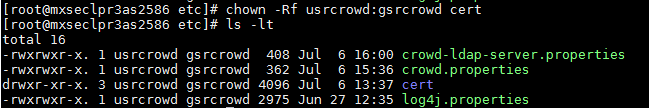 [root@mxseclpr3as2586 etc]# chown -Rf usrcrowd:gsrcrowd cert
[root@mxseclpr3as2586 etc]# ls -lt
total 16
-rwxrwxr-x. 1 usrcrowd gsrcrowd  408 Jul  6 16:00 crowd-ldap-server.properties
-rwxrwxr-x. 1 usrcrowd gsrcrowd  362 Jul  6 15:36 crowd.properties
drwxr-xr-x. 3 usrcrowd gsrcrowd 4096 Jul  6 13:37 cert
-rwxrwxr-x. 1 usrcrowd gsrcrowd 2975 Jun 27 12:35 log4j.properties